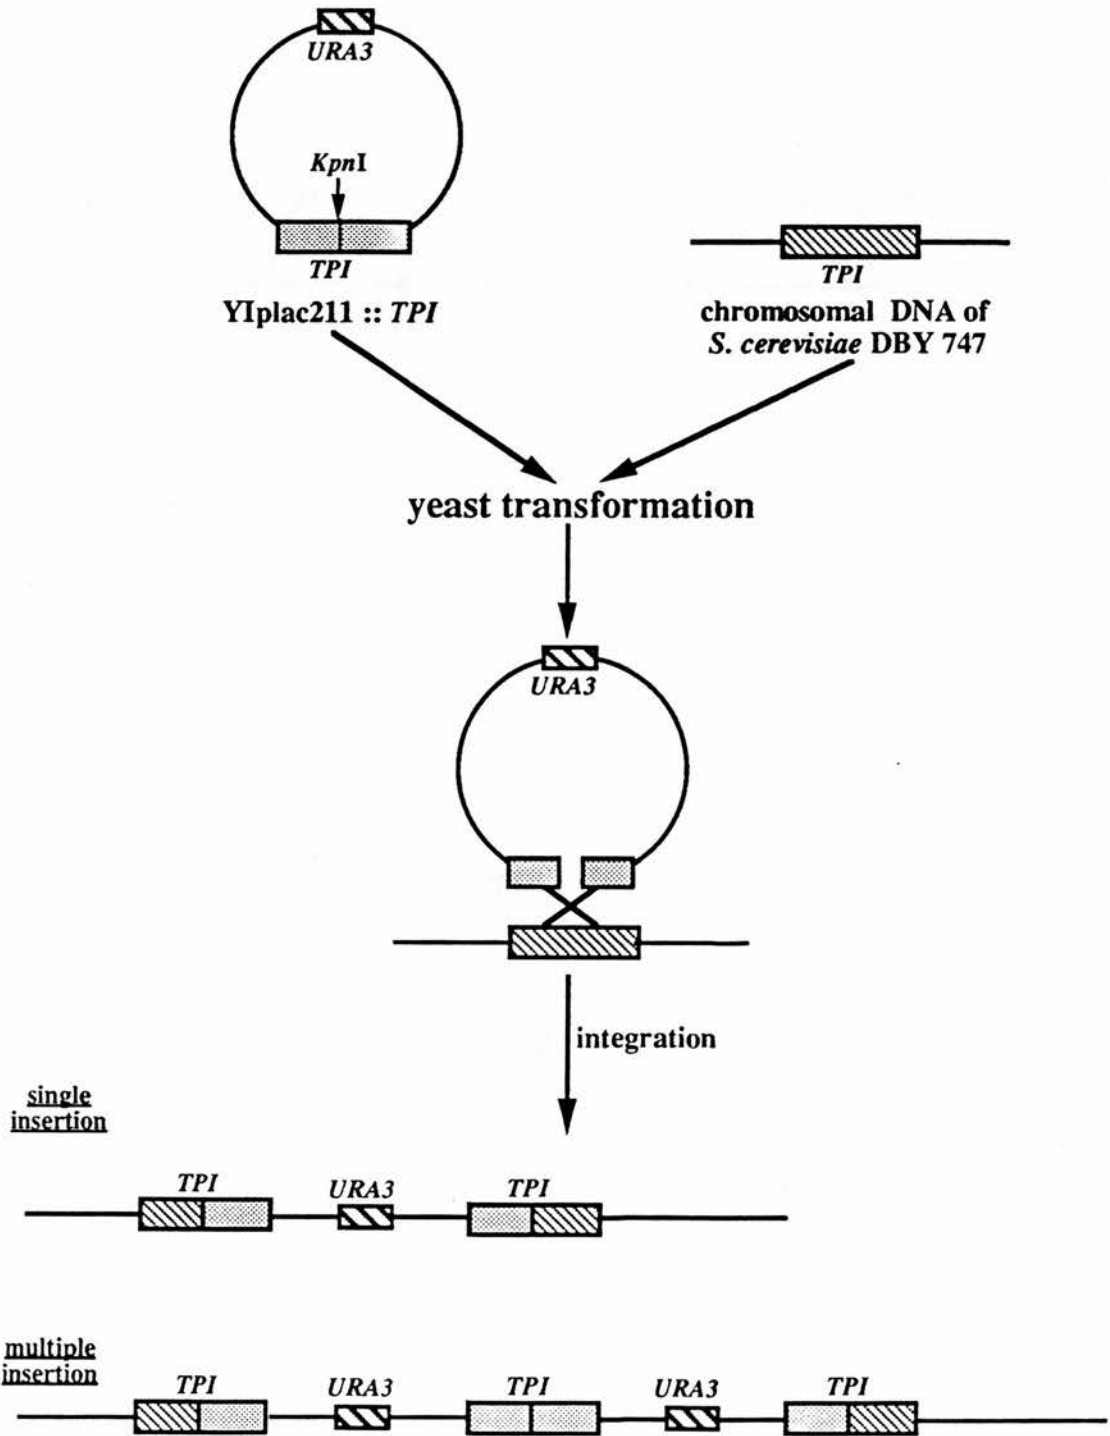 URA3
KpnI
TPI
YIplac211 :: TPI
TPI
chromosomal DNA of
S. cerevisiae DBY 747
yeast transformation
URA3
integration
single
insertion
TPI URA3 TPI
multiple
insertion
TPI URA3 TPI URA3 TPI